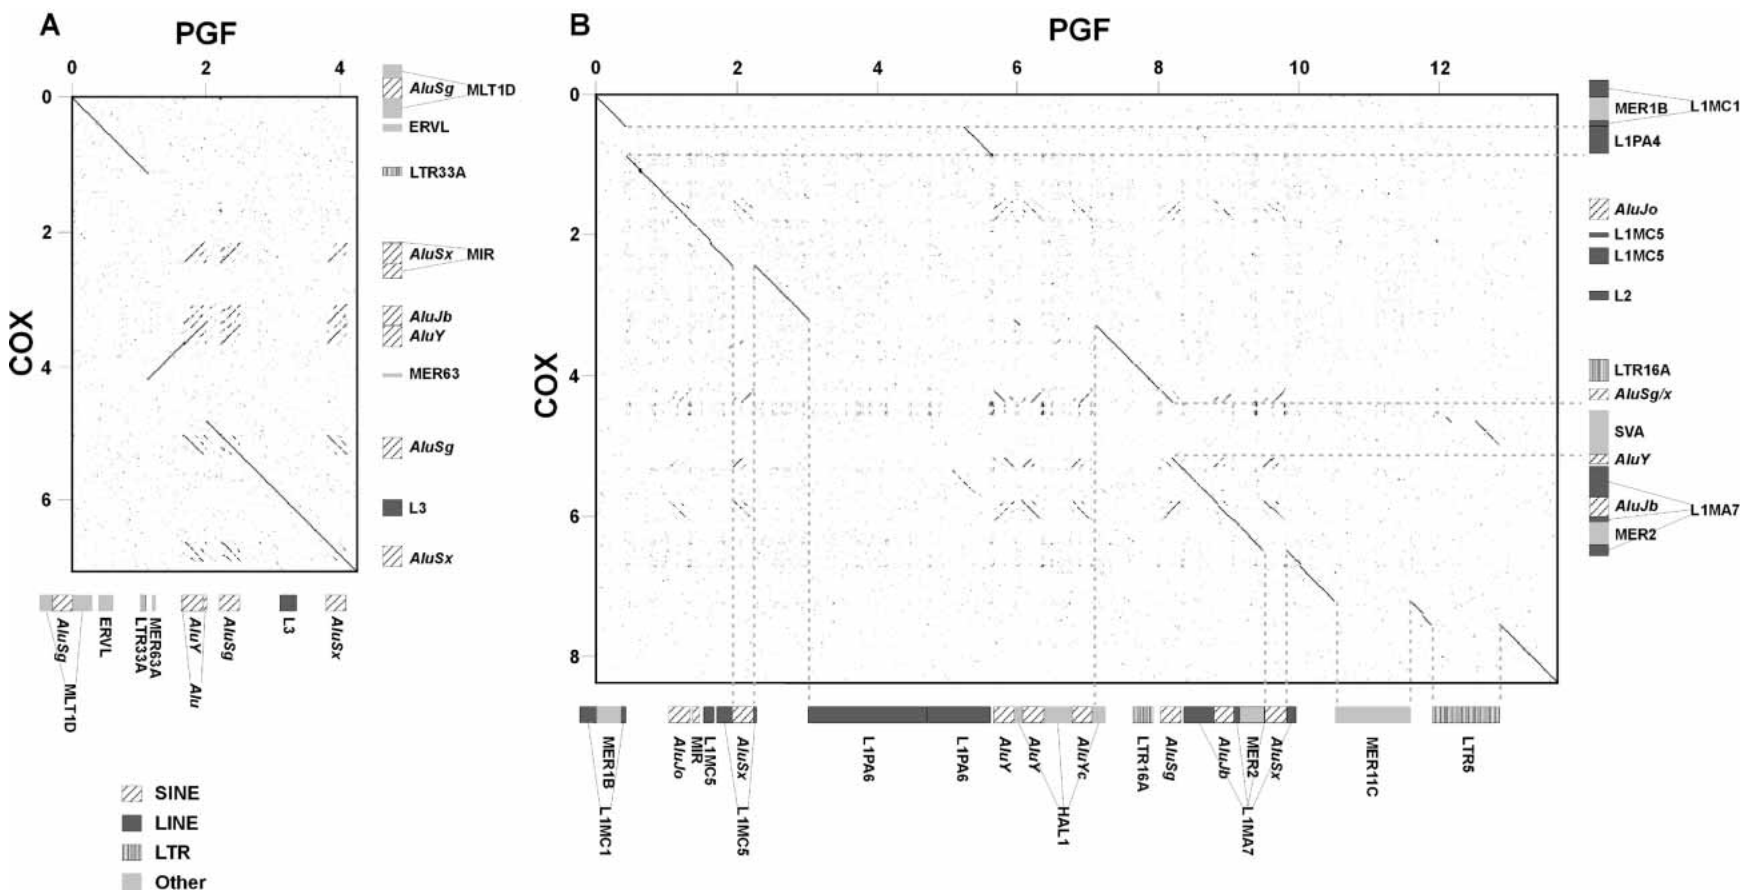 A
PGF
0 2 4
0
2
4
6
COX
AluSg
MLT1D
ERVL
LTR33A
AluSx
MIR
AluJb
AluY
MER63
AluSg
L3
AluSx
AluSg
MLT1D
ERVL
LTR33A
MER63A
AluY
Alu
AluSg
L3
AluSx
SINE
LINE
LTR
Other
B
PGF
0 2 4 6 8 10 12
0
2
4
6
8
COX
MER1B
L1MC1
L1PA4
AluJo
L1MC5
L1MC5
L2
LTR16A
AluSg/x
SVA
AluY
AluJb
L1MA7
MER2
MER1B
L1MC1
AluJo
MIR
L1MC5
AluSx
L1MC5
L1PA6
L1PA6
AluY
AluY
AluYc
HAL1
LTR16A
AluSg
AluJb
MER2
AluSx
L1MA7
MER11C
LTR5